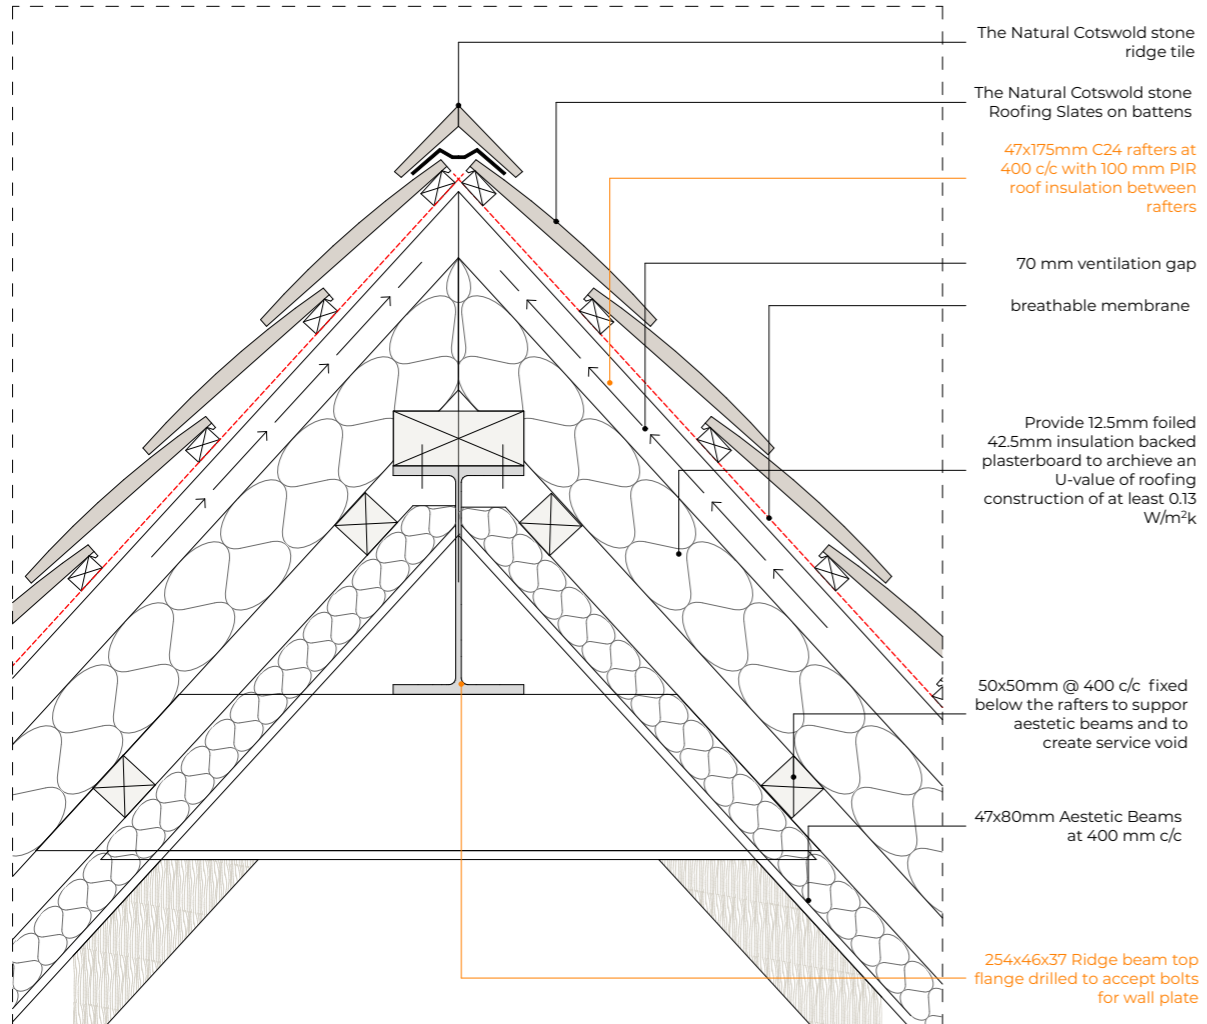 The Natural Cotswold stone
ridge tile
The Natural Cotswold stone
Roofing Slates on battens
47x175mm C24 rafters at
400 c/c with 100 mm PIR
roof insulation between
rafters
70 mm ventilation gap
breathable membrane
Provide 12.5mm foiled
42.5mm insulation backed
plasterboard to archieve an
U-value of roofing
construction of at least 0.13
W/m²k
50x50mm @ 400 c/c fixed
below the rafters to suppor
aestetic beams and to
create service void
47x80mm Aestetic Beams
at 400 mm c/c
254x46x37 Ridge beam top
flange drilled to accept bolts
for wall plate